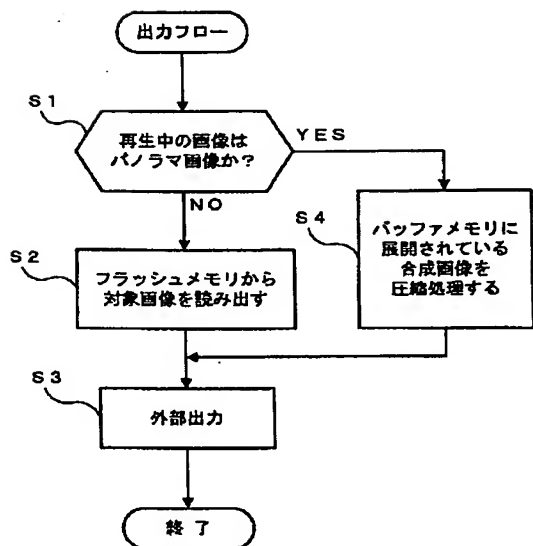 出力フロー
S1
再生中の画像は
パノラマ画像か?
YES
NO
S2
フラッシュメモリから
対象画像を読み出す
S4
バッファメモリに
展開されている
合成画像を
圧縮処理する
S3
外部出力
終了